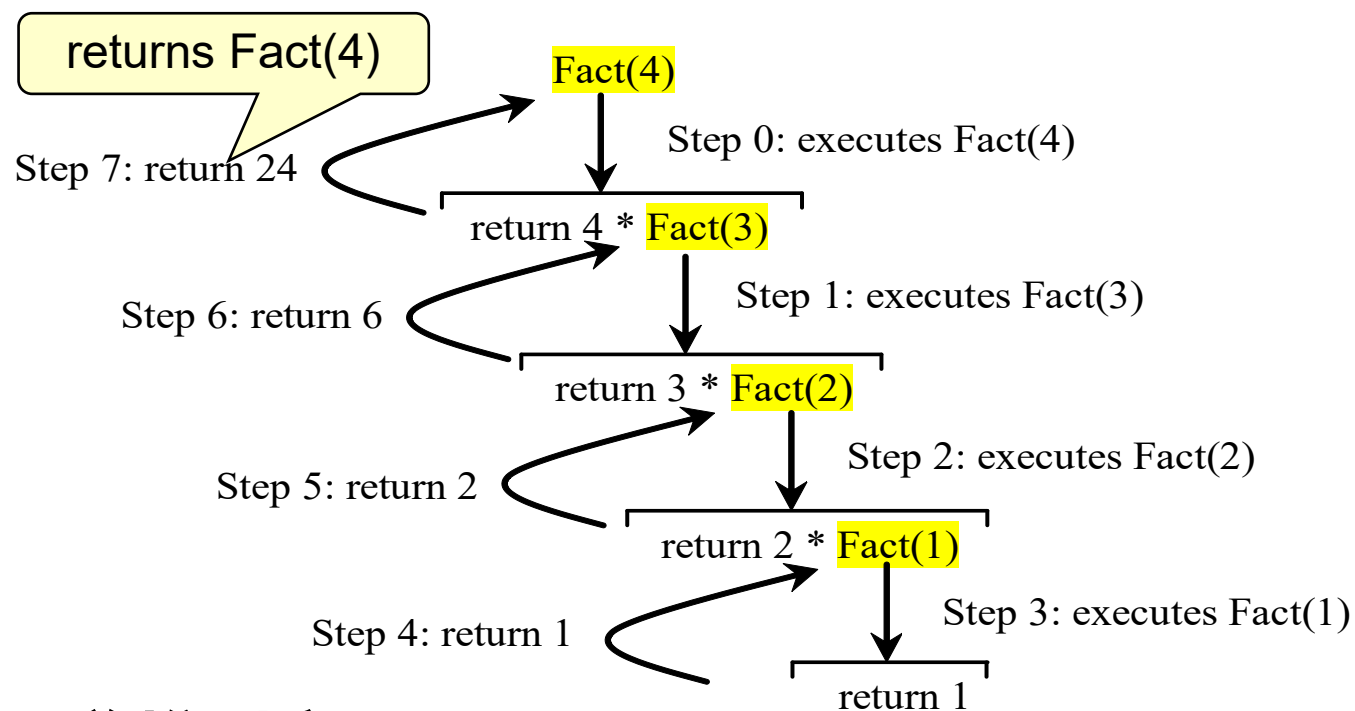 returns Fact(4)
Fact(4)
Step 0: executes Fact(4)
Step 7: return 24
return 4 * Fact(3)
Step 1: executes Fact(3)
Step 6: return 6
return 3 * Fact(2)
Step 2: executes Fact(2)
Step 5: return 2
return 2 * Fact(1)
Step 3: executes Fact(1)
Step 4: return 1
return 1